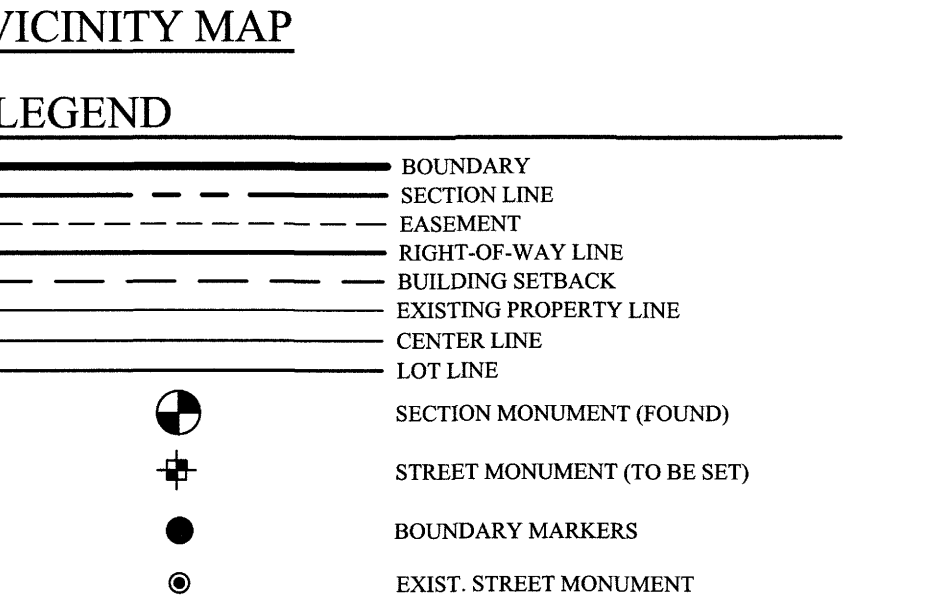 VICINITY MAP
LEGEND
BOUNDARY
SECTION LINE
EASEMENT
RIGHT-OF-WAY LINE
BUILDING SETBACK
EXISTING PROPERTY LINE
CENTER LINE
LOT LINE
SECTION MONUMENT (FOUND)
STREET MONUMENT (TO BE SET)
BOUNDARY MARKERS
EXIST. STREET MONUMENT